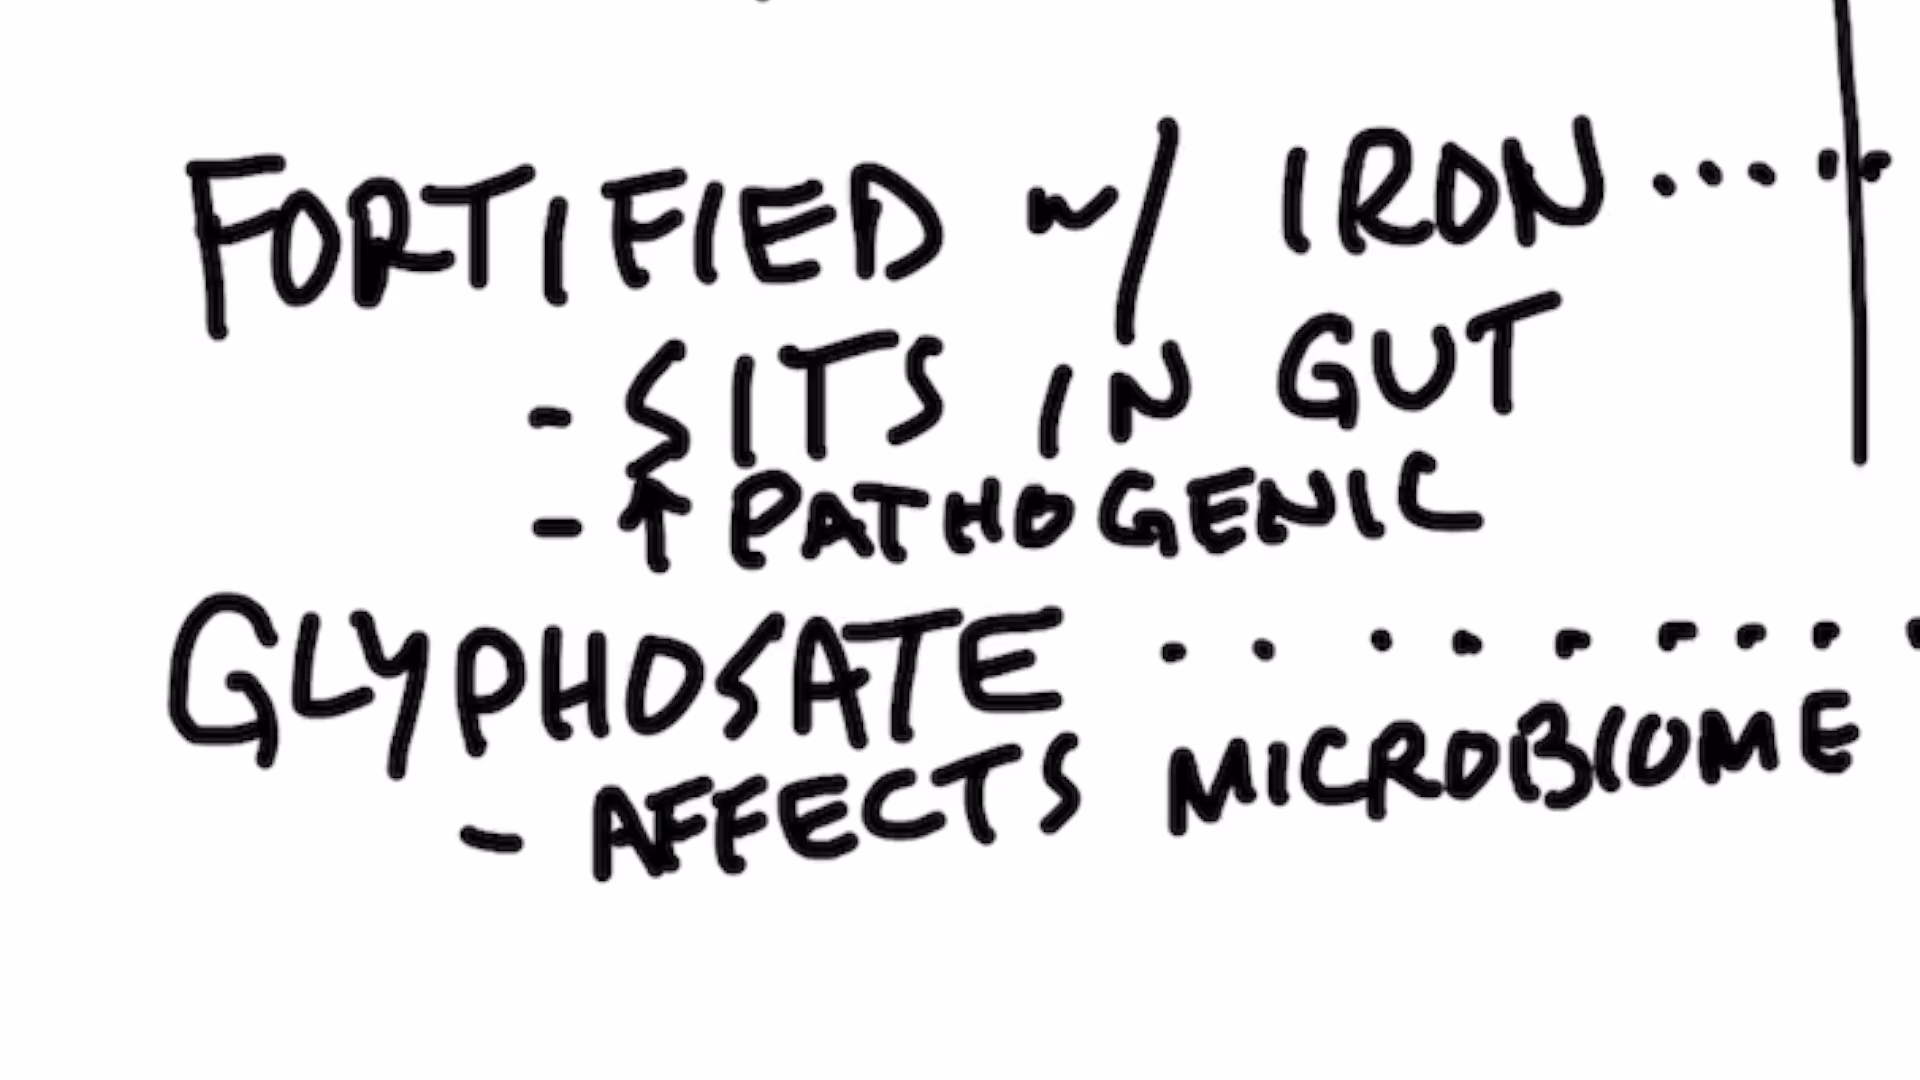 FORTIFIED w/ IRON.....
- SITS IN GUT
- ↑ PATHOGENIC
GLYPHOSATE .........
- AFFECTS MICROBIOME